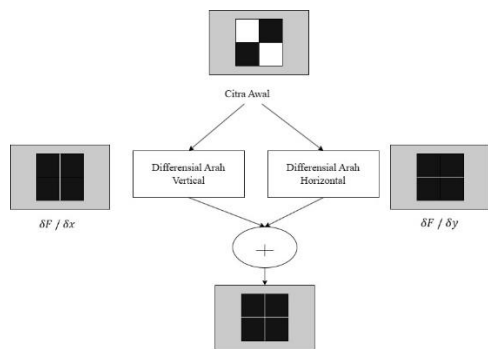 Citra Awal
Differensial Arah
Vertical
Differensial Arah
Horizontal
δF / δx
δF / δy
+